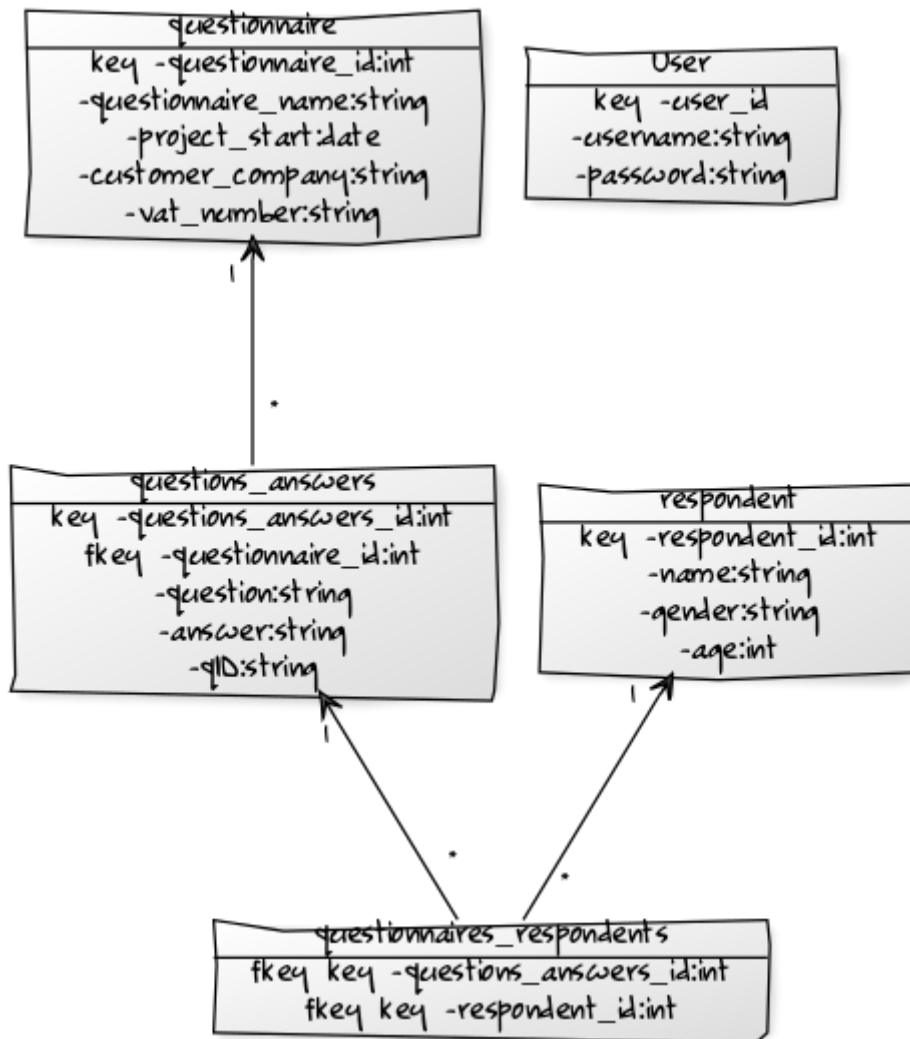 questionnaire
key -questionnaire_id:int
-questionnaire_name:string
-project_start:date
-customer_company:string
-vat_number:string
User
key -user_id
-username:string
-password:string
1
*
questions_answers
key -questions_answers_id:int
fkey -questionnaire_id:int
-question:string
-answer:string
-qID:string
respondent
key -respondent_id:int
-name:string
-gender:string
-age:int
1
1
*
*
questionnaires_respondents
fkey key -questions_answers_id:int
fkey key -respondent_id:int